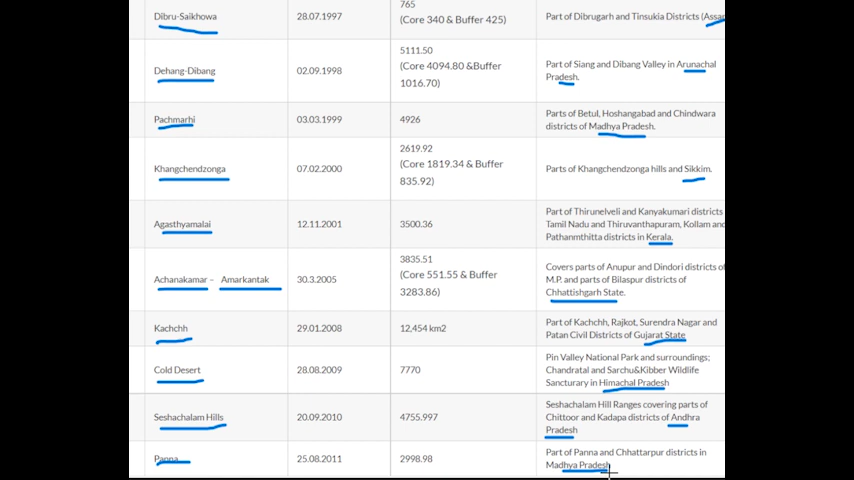 Dibru-Saikhowa 28.07.1997 765 Part of Dibrugarh and Tinsukia Districts (Assa
(Core 340 & Buffer 425)
Dehang-Dibang 02.09.1998 5111.50 Part of Siang and Dibang Valley in Arunachal
(Core 4094.80 &Buffer Pradesh.
1016.70)
Pachmarhi 03.03.1999 4926 Parts of Betul, Hoshangabad and Chindwara
districts of Madhya Pradesh.
Khangchendzonga 07.02.2000 2619.92 Parts of Khangchendzonga hills and Sikkim.
(Core 1819.34 & Buffer
835.92)
Agasthyamalai 12.11.2001 3500.36 Part of Thirunelveli and Kanyakumari districts
Tamil Nadu and Thiruvanthapuram, Kollam and
Pathanmthitta districts in Kerala.
Achanakamar – Amarkantak 30.3.2005 3835.51 Covers parts of Anupur and Dindori districts of
(Core 551.55 & Buffer M.P. and parts of Bilaspur districts of
3283.86) Chhattishgarh State.
Kachchh 29.01.2008 12,454 km2 Part of Kachchh, Rajkot, Surendra Nagar and
Patan Civil Districts of Gujarat State
Cold Desert 28.08.2009 7770 Pin Valley National Park and surroundings;
Chandratal and Sarchu&Kibber Wildlife
Sancturary in Himachal Pradesh
Seshachalam Hills 20.09.2010 4755.997 Seshachalam Hill Ranges covering parts of
Chittoor and Kadapa districts of Andhra
Pradesh
Panna 25.08.2011 2998.98 Part of Panna and Chhattarpur districts in
Madhya Pradesh